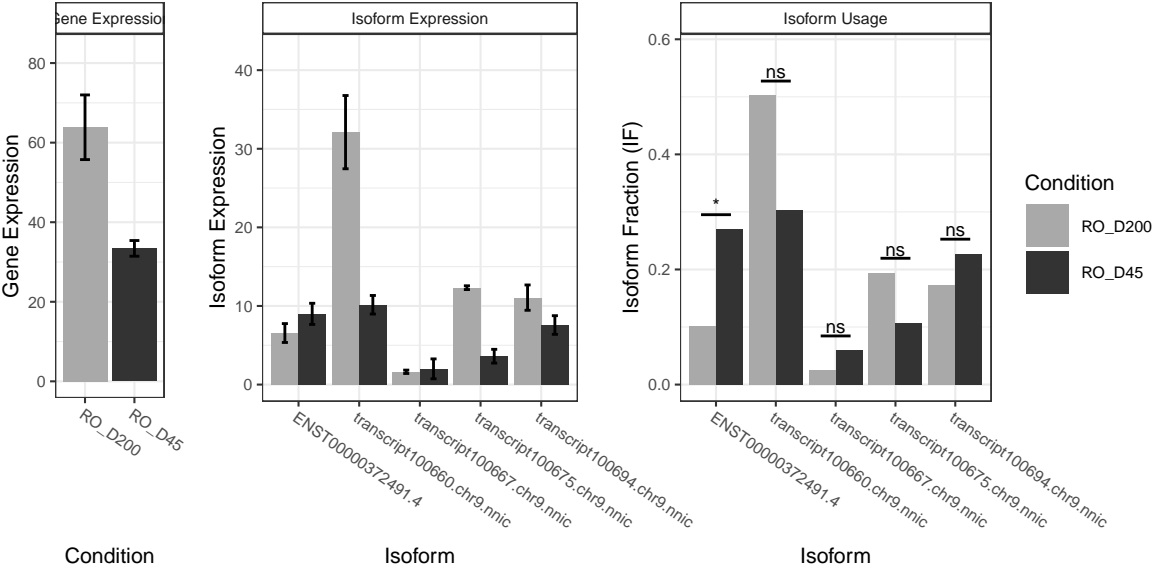 Gene Expression
Gene Expression
80
60
40
20
0
RO_D200
RO_D45
Condition
Isoform Expression
Isoform Expression
40
30
20
10
0
ENST00000372491.4
transcript100660.chr9.nnic
transcript100667.chr9.nnic
transcript100675.chr9.nnic
transcript100694.chr9.nnic
Isoform
Isoform Usage
Isoform Fraction (IF)
0.6
0.4
0.2
0.0
*
ns
ns
ns
ns
ENST00000372491.4
transcript100660.chr9.nnic
transcript100667.chr9.nnic
transcript100675.chr9.nnic
transcript100694.chr9.nnic
Isoform
Condition
RO_D200
RO_D45